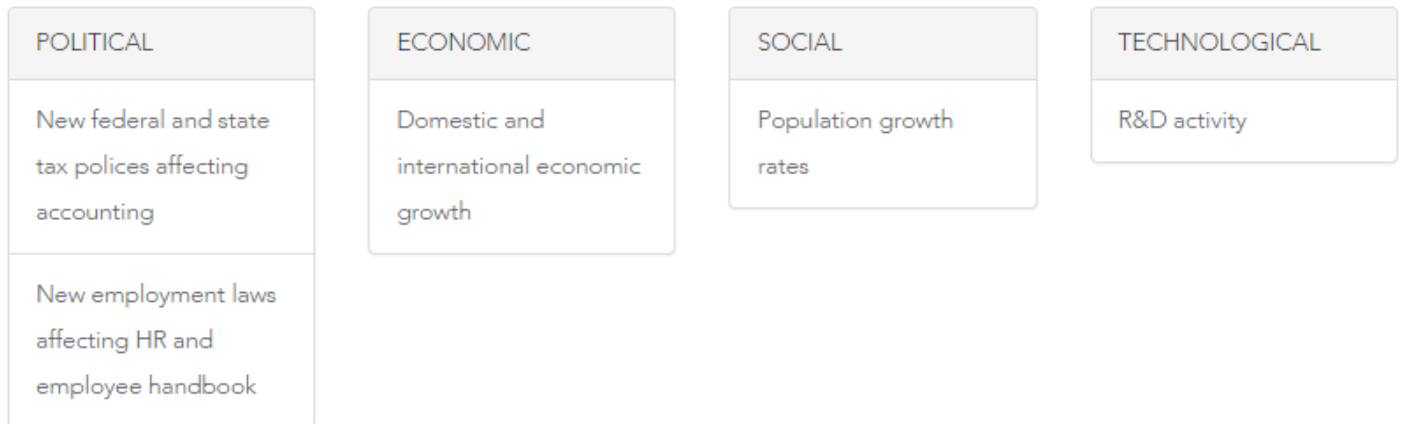 POLITICAL
New federal and state
tax polices affecting
accounting
New employment laws
affecting HR and
employee handbook
ECONOMIC
Domestic and
international economic
growth
SOCIAL
Population growth
rates
TECHNOLOGICAL
R&D activity